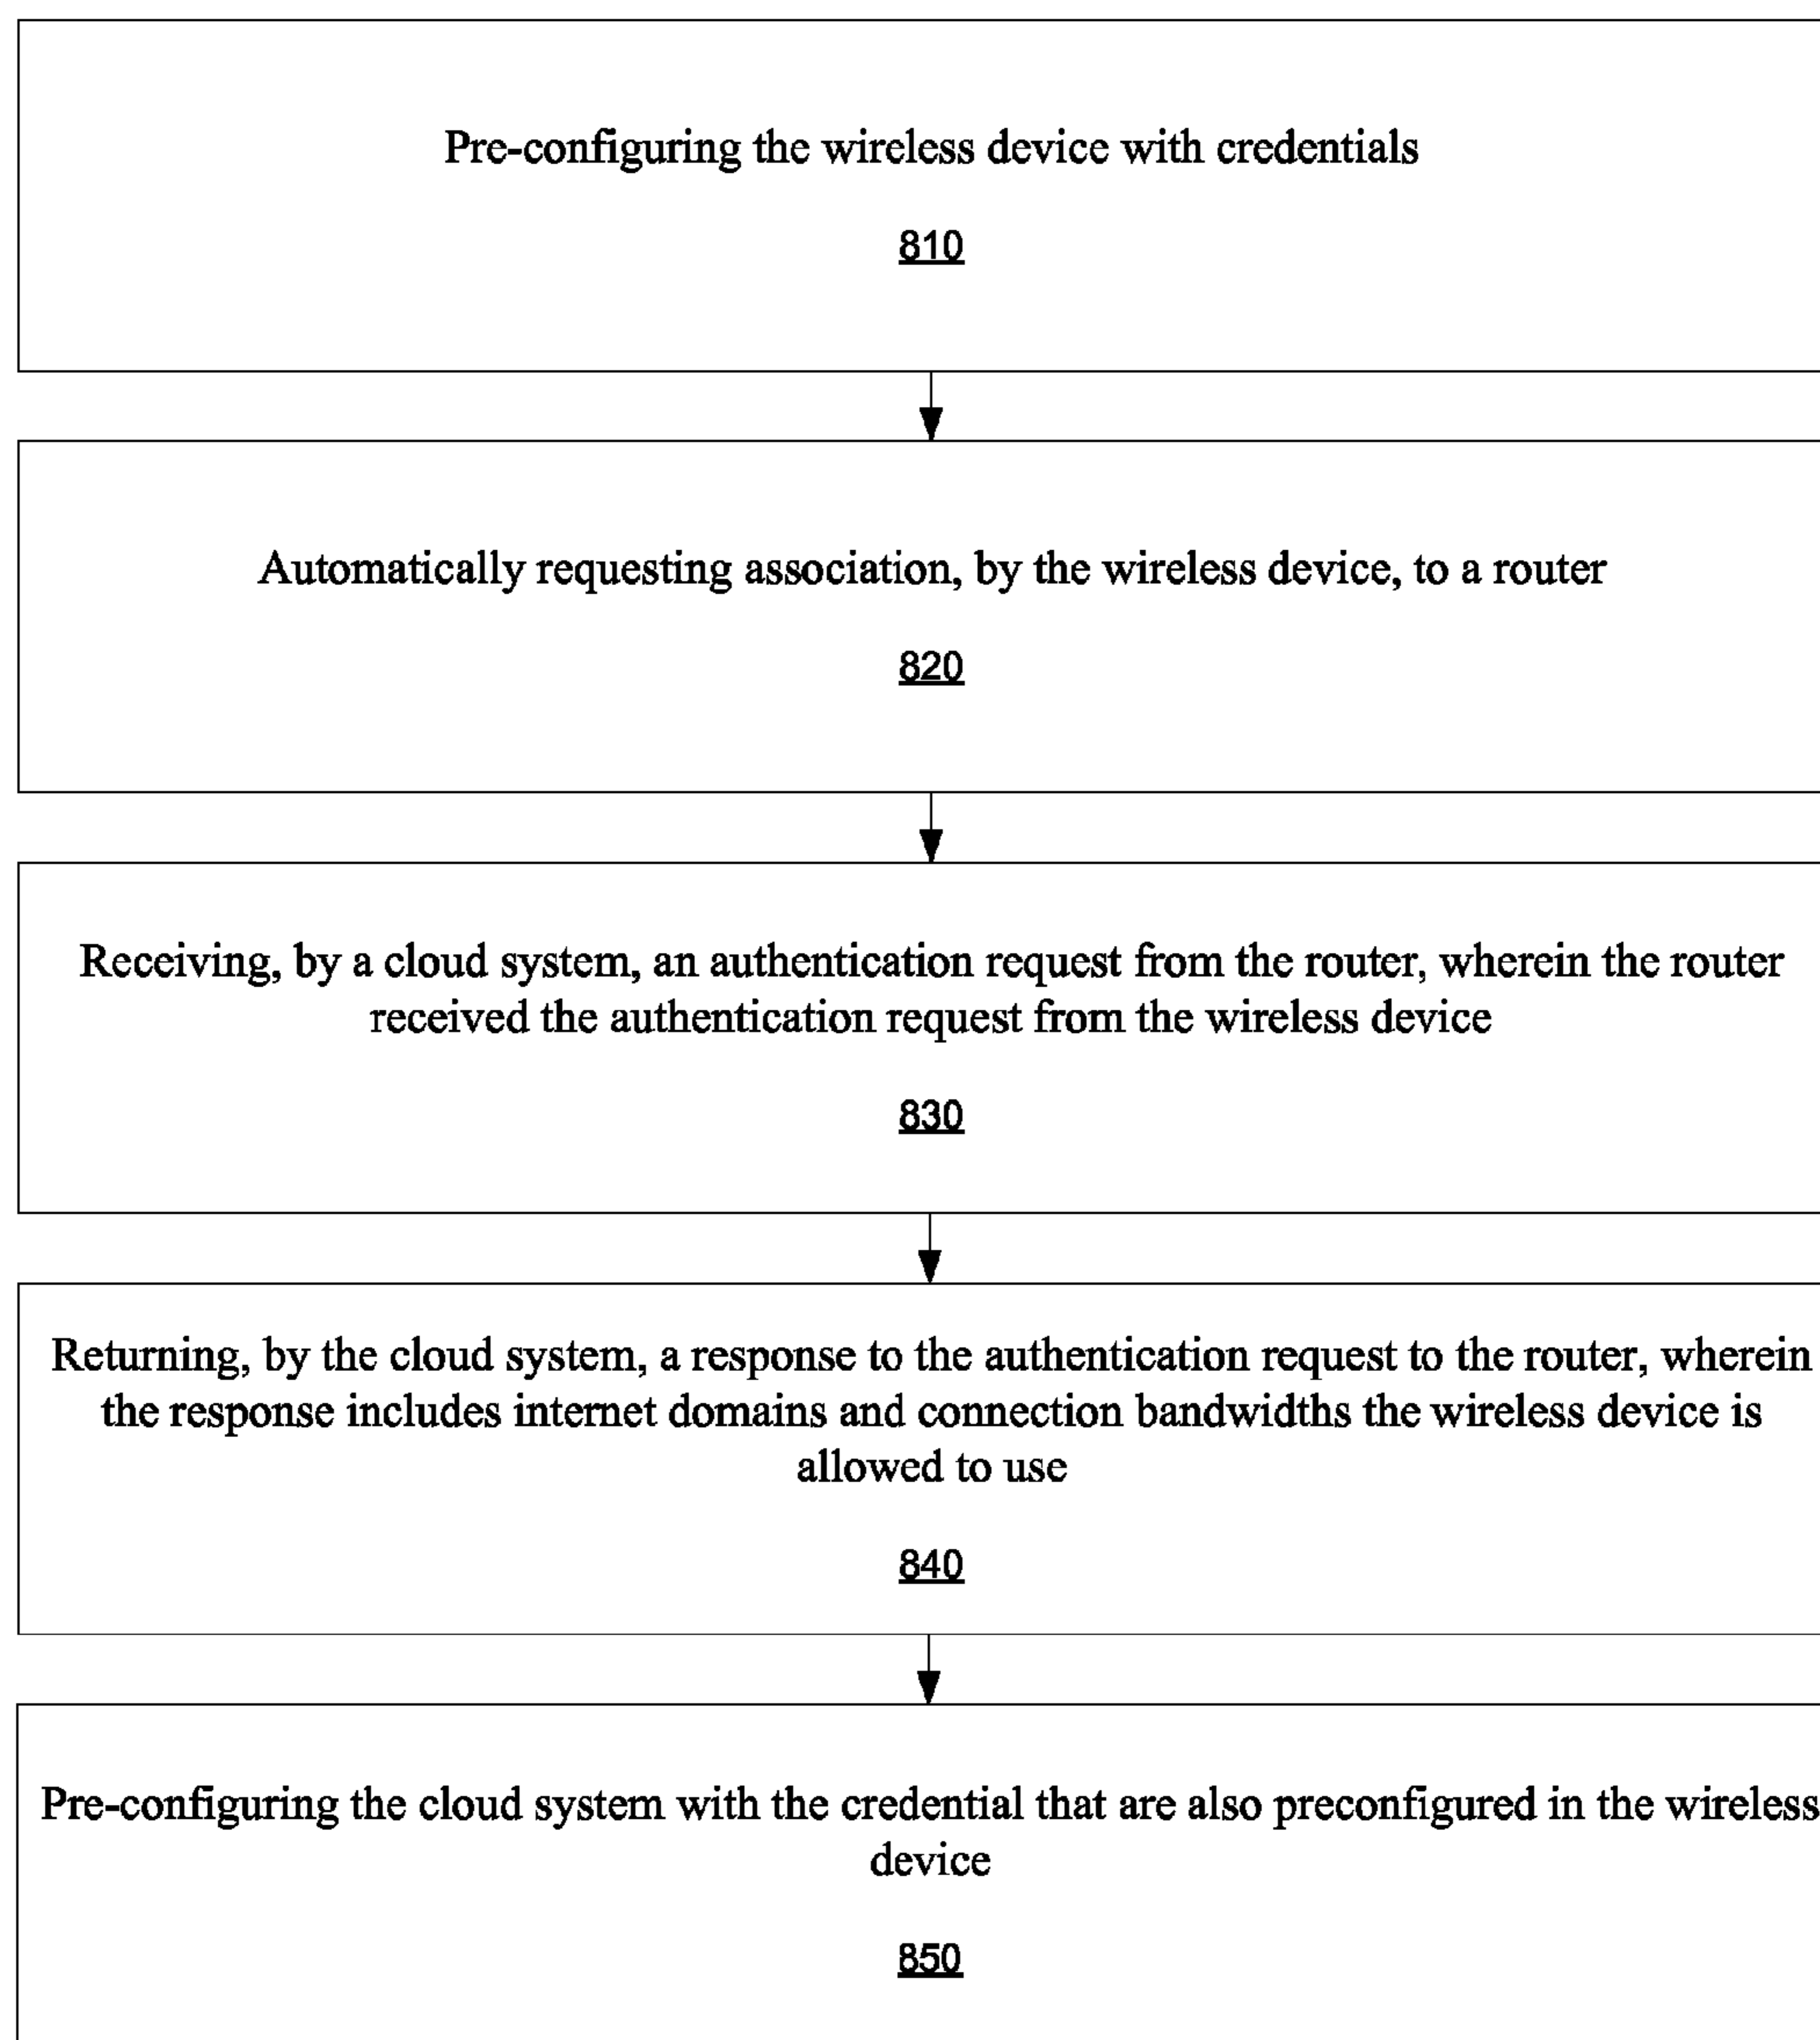 Pre-configuring the wireless device with credentials
810
Automatically requesting association, by the wireless device, to a router
820
Receiving, by a cloud system, an authentication request from the router, wherein the router
received the authentication request from the wireless device
830
Returning, by the cloud system, a response to the authentication request to the router, wherein
the response includes internet domains and connection bandwidths the wireless device is
allowed to use
840
Pre-configuring the cloud system with the credential that are also preconfigured in the wireless
device
850